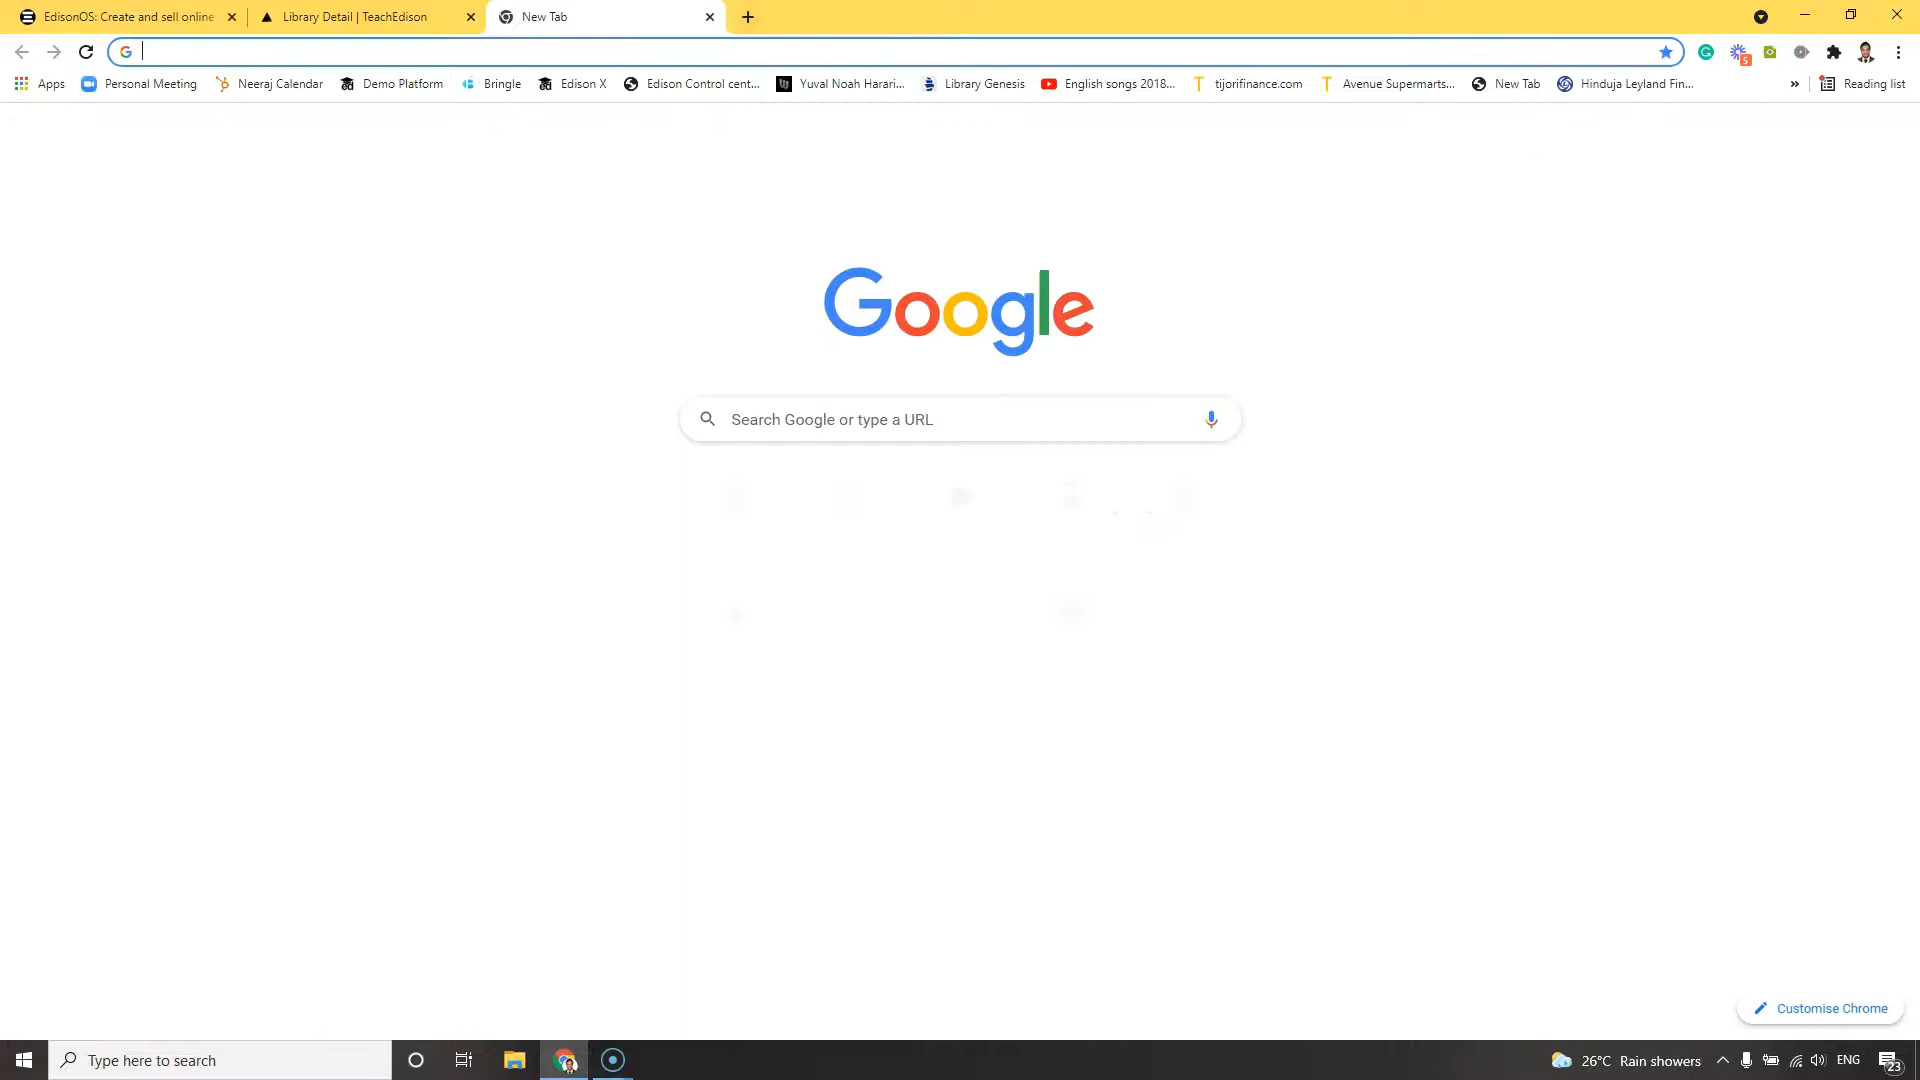 EdisonOS: Create and sell online
Library Detail | TeachEdison
New Tab
5
Apps
Personal Meeting
Neeraj Calendar
Demo Platform
Bringle
Edison X
Edison Control cent...
Yuval Noah Harari...
Library Genesis
English songs 2018...
tijorifinance.com
Avenue Supermarts...
New Tab
Hinduja Leyland Fin...
»
Reading list
Google
Search Google or type a URL
Customise Chrome
Type here to search
26°C Rain showers
ENG
23